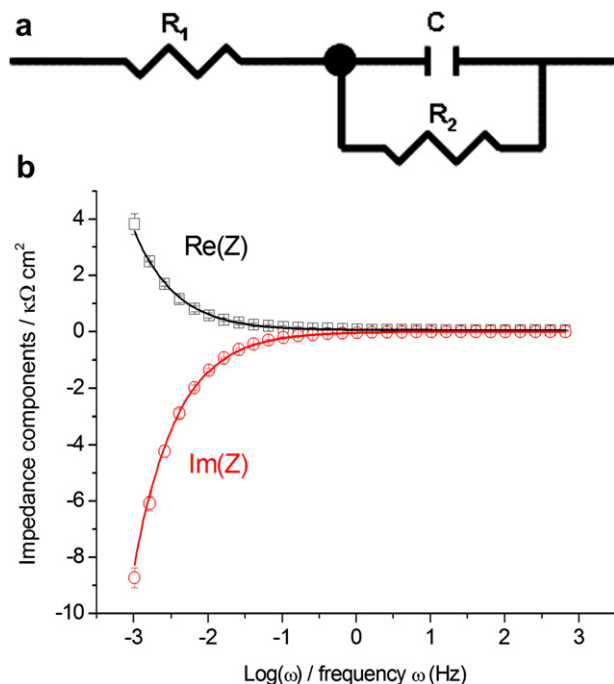 a
R₁
C
R₂
b
4
2
0
-2
-4
-6
-8
-10
Re(Z)
Im(Z)
Impedance components / κΩ cm²
-3 -2 -1 0 1 2 3
Log(ω) / frequency ω (Hz)